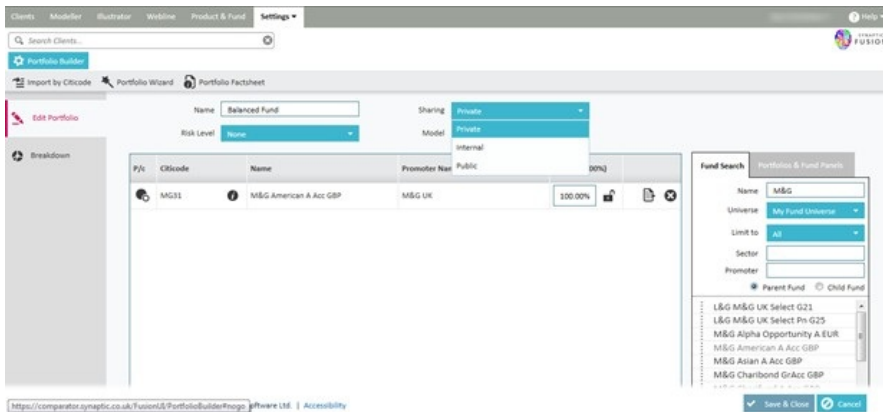 Clients Modeller Illustrator Webline Product & Fund Settings Help
Search Clients...
SYNAPTIC
FUSION
Portfolio Builder
Import by Citicode Portfolio Wizard Portfolio Factsheet
Edit Portfolio
Breakdown
Name Balanced Fund Sharing Private
Risk Level None Model Private
Internal
Public
P/c Citicode Name Promoter Nam 00%)
MG31 M&G American A Acc GBP M&G UK 100.00%
Fund Search Portfolios & Fund Panels
Name M&G
Universe My Fund Universe
Limit to All
Sector
Promoter
Parent Fund Child Fund
L&G M&G UK Select G21
L&G M&G UK Select Pn G25
M&G Alpha Opportunity A EUR
M&G American A Acc GBP
M&G Asian A Acc GBP
M&G Charibond GrAcc GBP
https://comparator.synaptic.co.uk/FusionUI/PortfolioBuilder#nogo oftware Ltd. | Accessibility
Save & Close Cancel